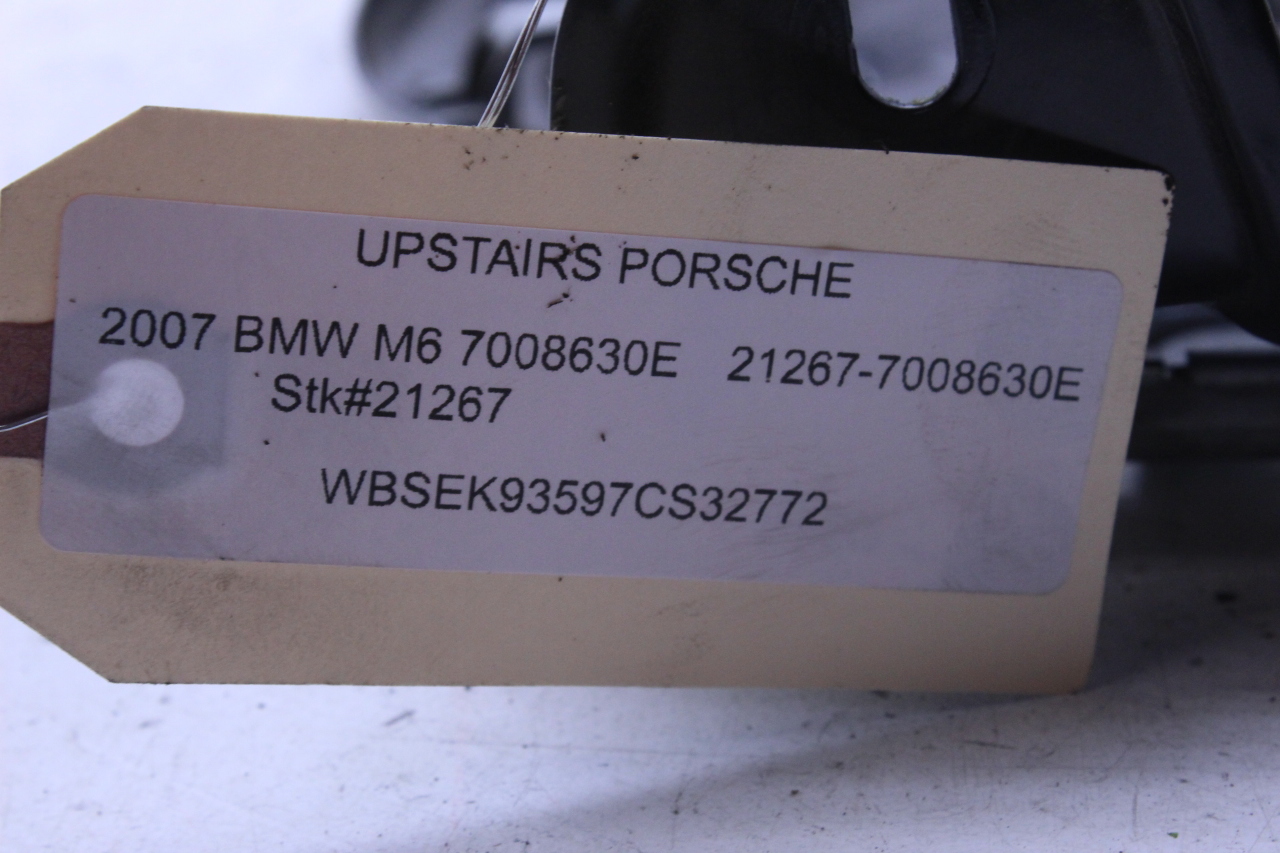 UPSTAIRS PORSCHE
2007 BMW M6 7008630E 21267-7008630E
Stk#21267
WBSEK93597CS32772